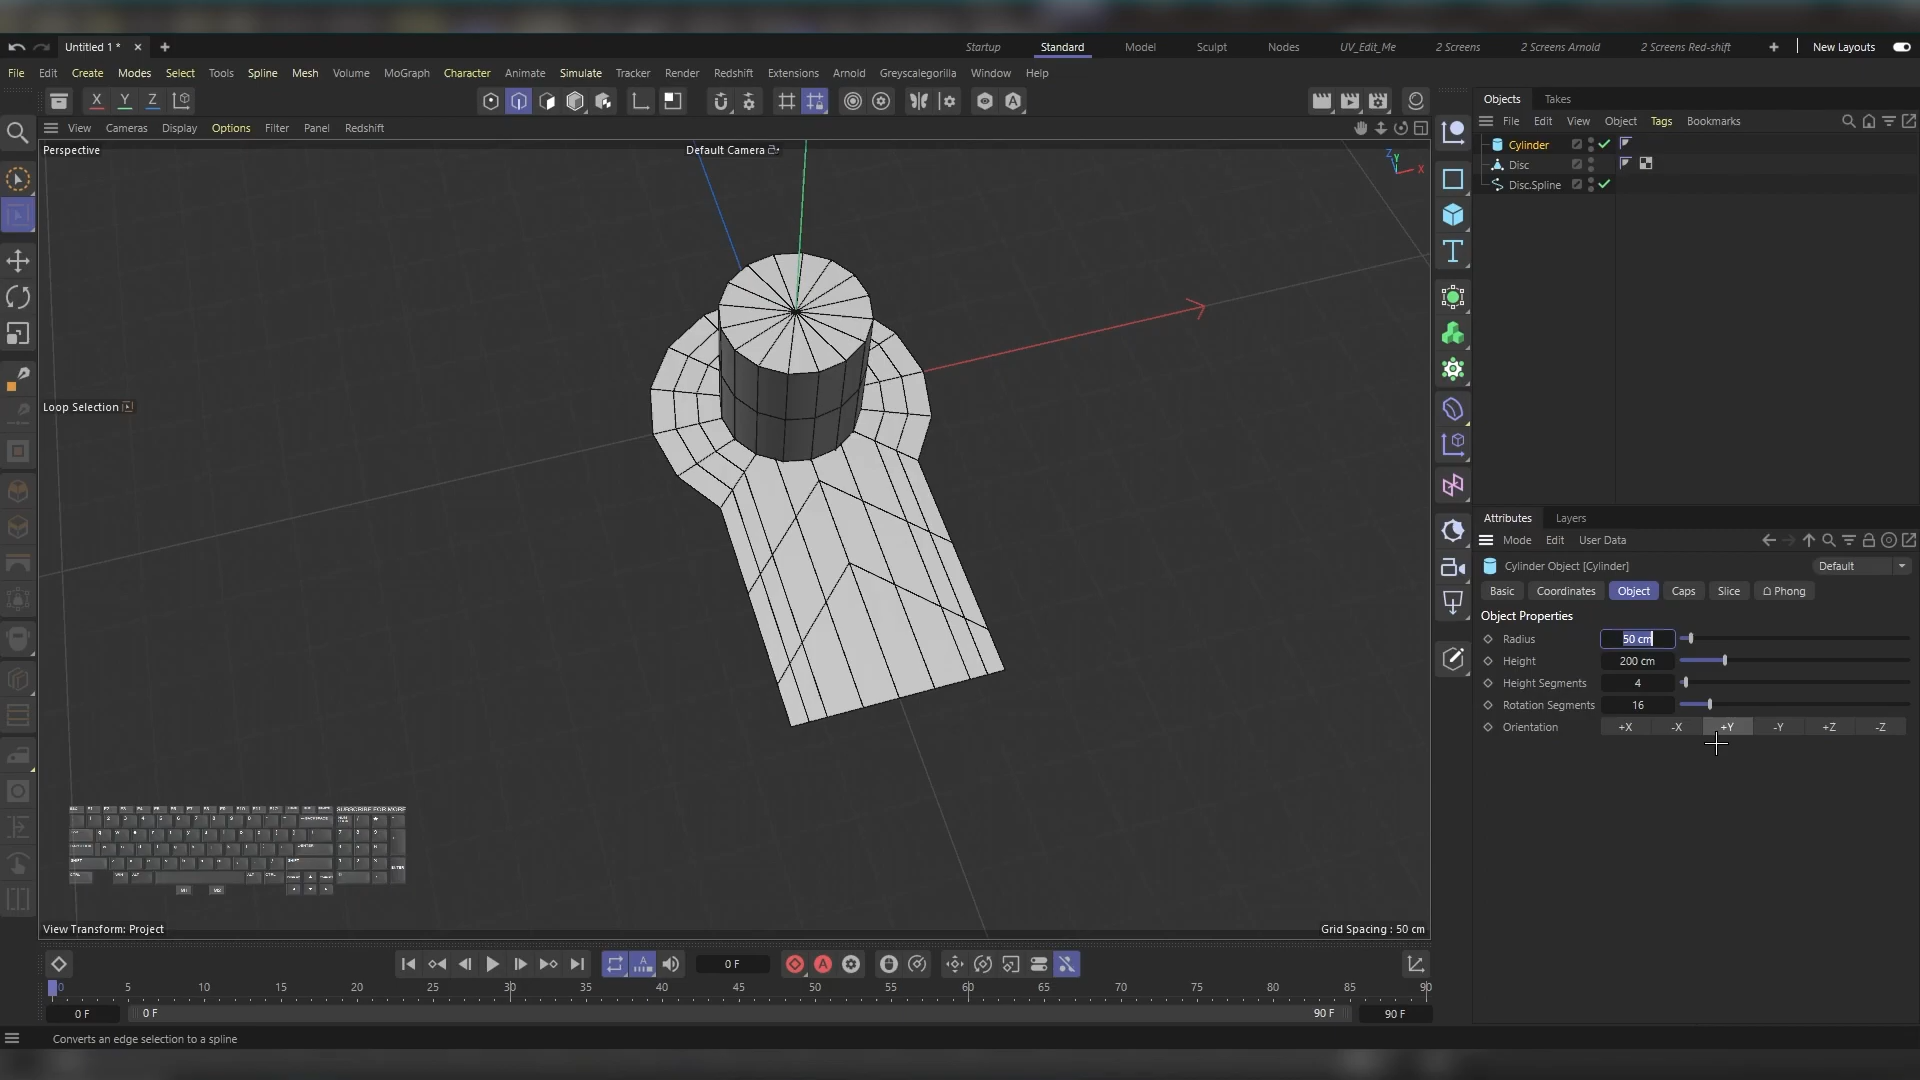 Untitled 1 *
Startup
Standard
Model
Sculpt
Nodes
UV_Edit_Me
2 Screens
2 Screens Arnold
2 Screens Red-shift
New Layouts
File Edit Create Modes Select Tools Spline Mesh Volume MoGraph Character Animate Simulate Tracker Render Redshift Extensions Arnold Greyscalegorilla Window Help
X Y Z
Objects Takes
View Cameras Display Options Filter Panel Redshift
File Edit View Object Tags Bookmarks
Perspective
Default Camera
Z Y X
Cylinder
Disc
Disc.Spline
Loop Selection
Attributes Layers
Mode Edit User Data
Cylinder Object [Cylinder]
Default
Basic Coordinates Object Caps Slice Phong
Object Properties
Radius 50 cm
Height 200 cm
Height Segments 4
Rotation Segments 16
Orientation +X -X +Y -Y +Z -Z
SUBSCRIBE FOR MORE
View Transform: Project
Grid Spacing : 50 cm
0 F
0 5 10 15 20 25 30 35 40 45 50 55 60 65 70 75 80 85 90
0 F 0 F 90 F 90 F
Converts an edge selection to a spline